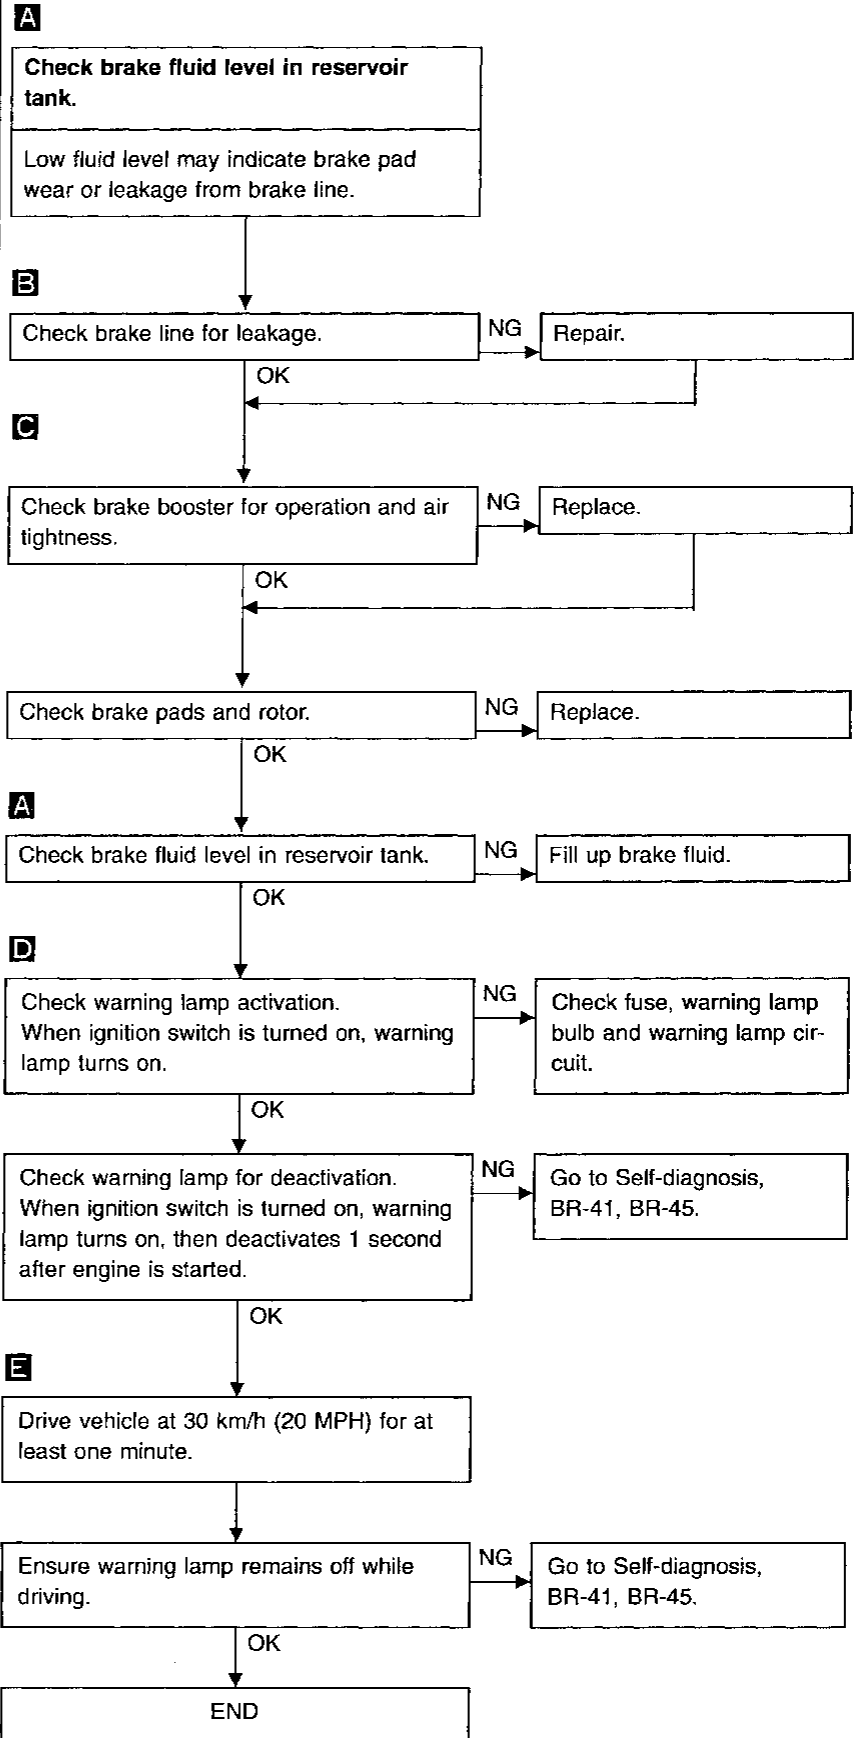 A
Check brake fluid level in reservoir
tank.
Low fluid level may indicate brake pad
wear or leakage from brake line.
B
Check brake line for leakage.
NG
Repair.
OK
C
Check brake booster for operation and air
tightness.
NG
Replace.
OK
Check brake pads and rotor.
NG
Replace.
OK
A
Check brake fluid level in reservoir tank.
NG
Fill up brake fluid.
OK
D
Check warning lamp activation.
When ignition switch is turned on, warning
lamp turns on.
NG
Check fuse, warning lamp
bulb and warning lamp cir-
cuit.
OK
Check warning lamp for deactivation.
When ignition switch is turned on, warning
lamp turns on, then deactivates 1 second
after engine is started.
NG
Go to Self-diagnosis,
BR-41, BR-45.
OK
E
Drive vehicle at 30 km/h (20 MPH) for at
least one minute.
Ensure warning lamp remains off while
driving.
NG
Go to Self-diagnosis,
BR-41, BR-45.
OK
END